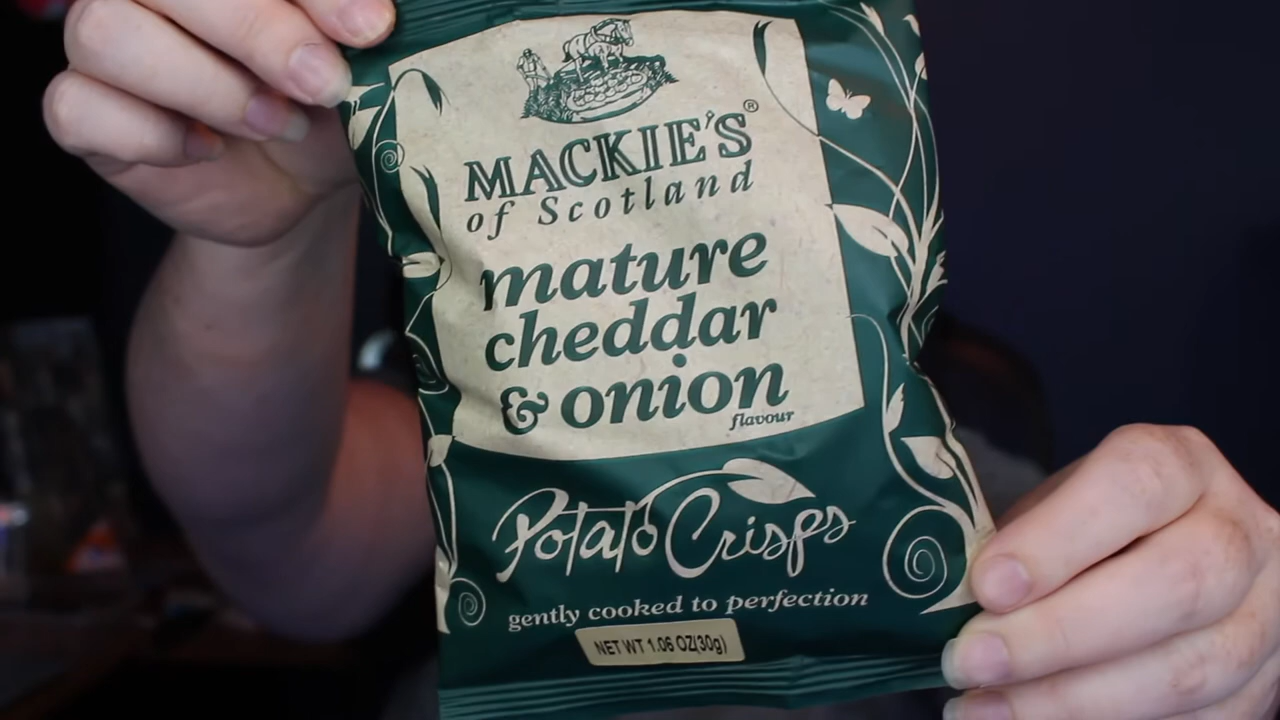 MACKIE'S®
of Scotland
mature
cheddar
& onion
flavour
Potato Crisps
gently cooked to perfection
NET WT 1.06 OZ(30g)